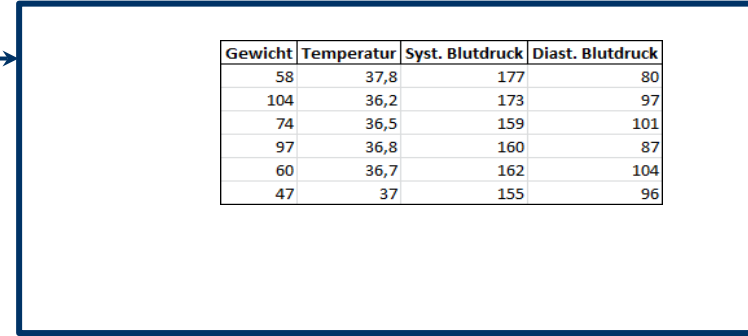 Gewicht Temperatur Syst. Blutdruck Diast. Blutdruck
58 37,8 177 80
104 36,2 173 97
74 36,5 159 101
97 36,8 160 87
60 36,7 162 104
47 37 155 96